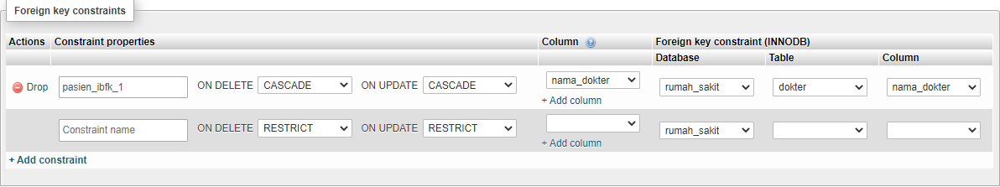 Foreign key constraints
Actions Constraint properties Column Foreign key constraint (INNODB)
Database Table Column
Drop pasien_ibfk_1 ON DELETE CASCADE ON UPDATE CASCADE nama_dokter rumah_sakit dokter nama_dokter
+ Add column
Constraint name ON DELETE RESTRICT ON UPDATE RESTRICT rumah_sakit
+ Add column
+ Add constraint